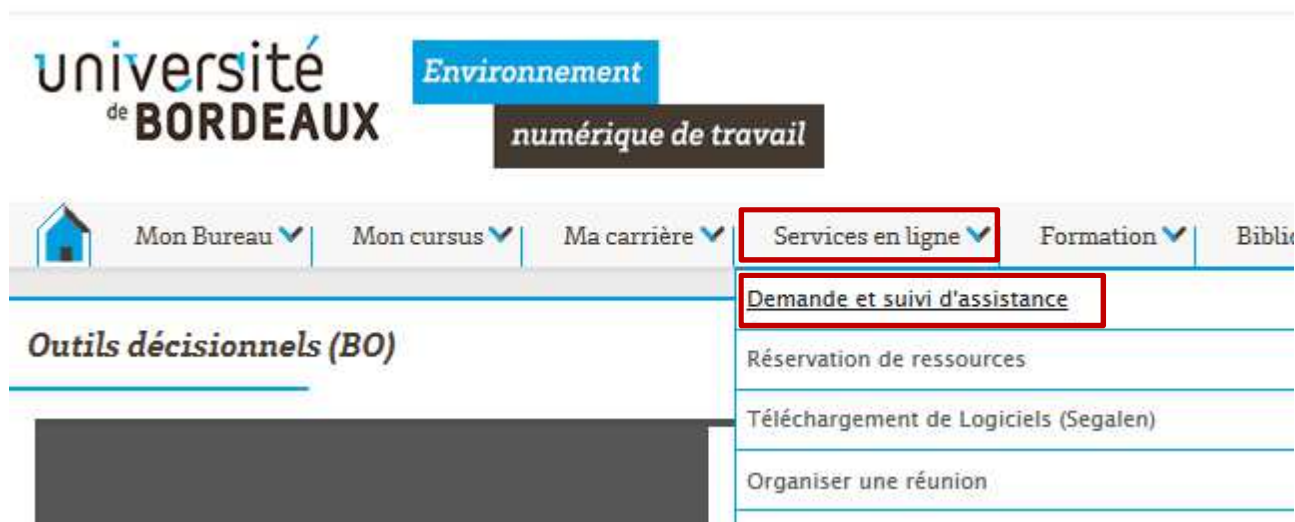 université
de BORDEAUX
Environnement
numérique de travail
Mon Bureau Mon cursus Ma carrière Services en ligne Formation
Demande et suivi d'assistance
Outils décisionnels (BO)
Réservation de ressources
Téléchargement de Logiciels (Segalen)
Organiser une réunion